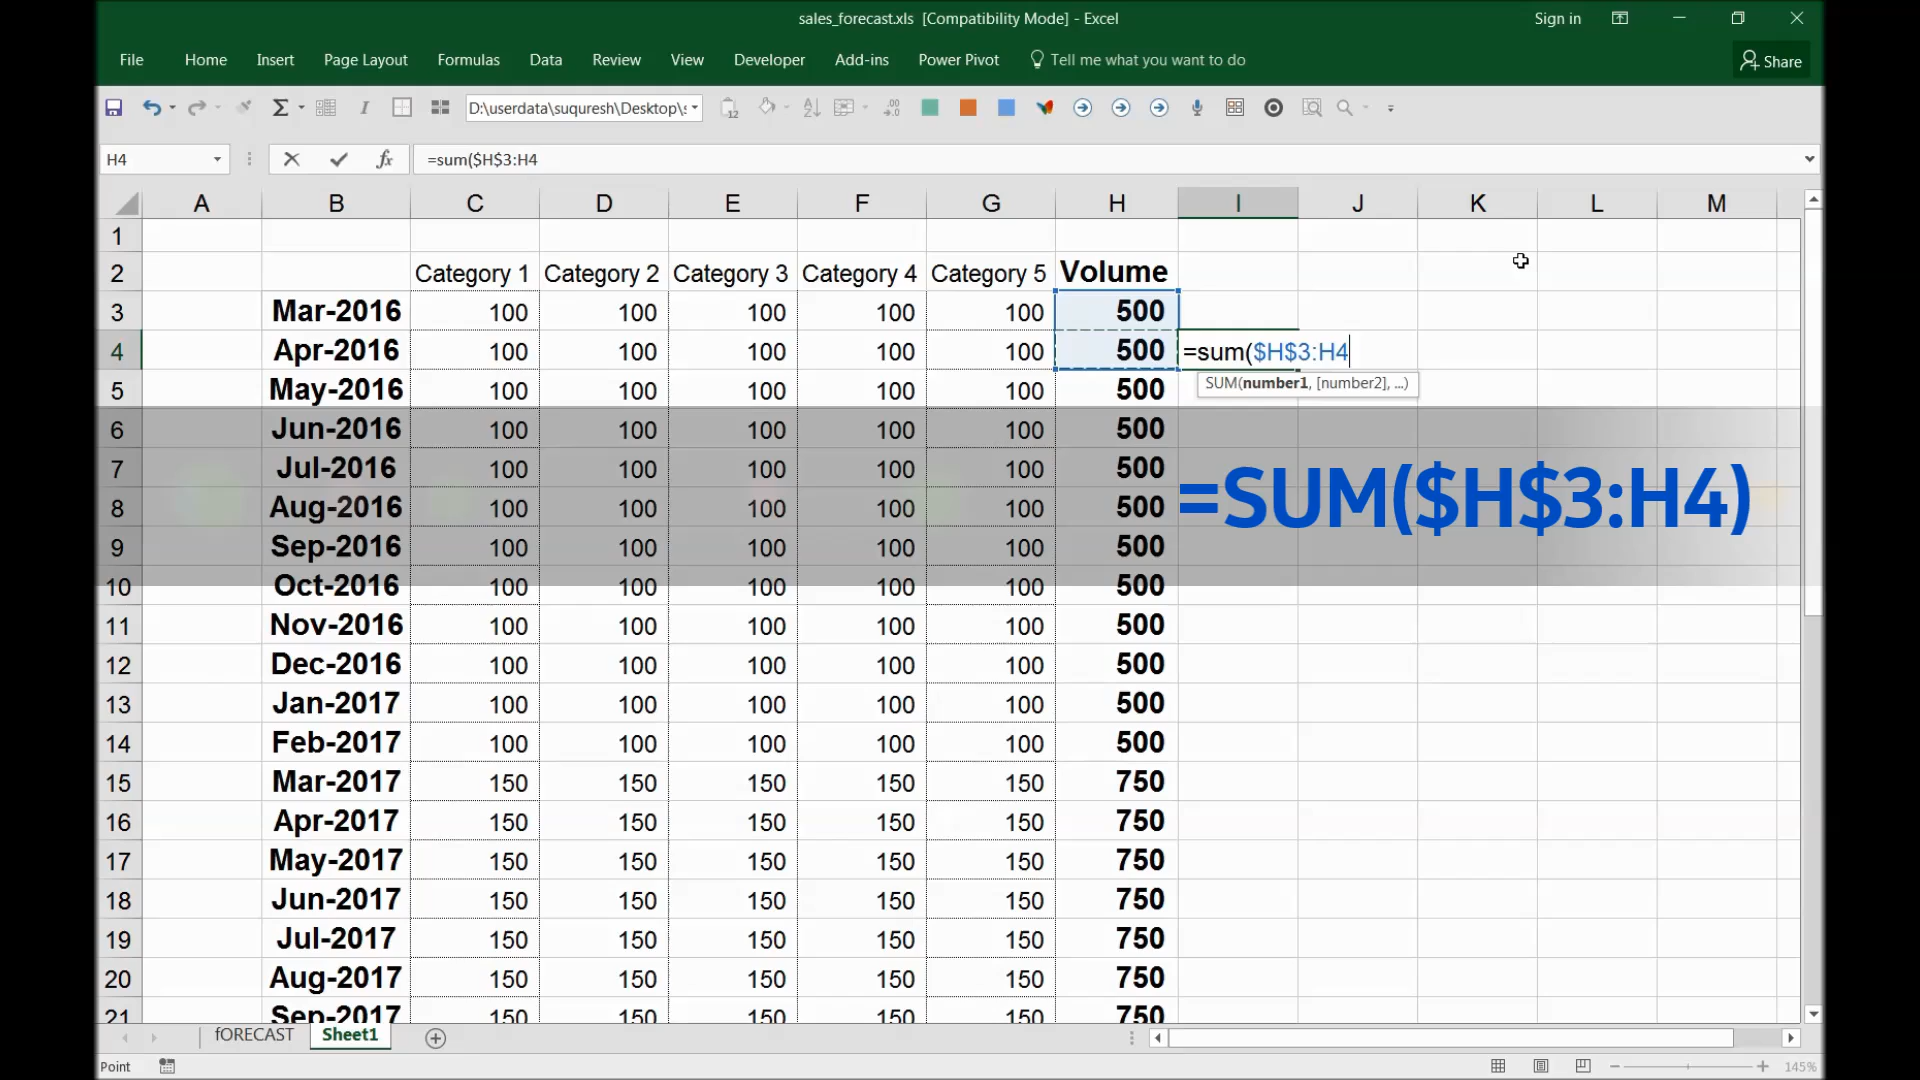 sales_forecast.xls [Compatibility Mode] - Excel
Sign in
File Home Insert Page Layout Formulas Data Review View Developer Add-ins Power Pivot Tell me what you want to do Share
D:\userdata\suquresh\Desktop\s
H4 =sum($H$3:H4
A B C D E F G H I J K L M
1
2 Category 1 Category 2 Category 3 Category 4 Category 5 Volume
3 Mar-2016 100 100 100 100 100 500
4 Apr-2016 100 100 100 100 100 500 =sum($H$3:H4
SUM(number1, [number2], ...)
5 May-2016 100 100 100 100 100 500
6 Jun-2016 100 100 100 100 100 500
7 Jul-2016 100 100 100 100 100 500
=SUM($H$3:H4)
8 Aug-2016 100 100 100 100 100 500
9 Sep-2016 100 100 100 100 100 500
10 Oct-2016 100 100 100 100 100 500
11 Nov-2016 100 100 100 100 100 500
12 Dec-2016 100 100 100 100 100 500
13 Jan-2017 100 100 100 100 100 500
14 Feb-2017 100 100 100 100 100 500
15 Mar-2017 150 150 150 150 150 750
16 Apr-2017 150 150 150 150 150 750
17 May-2017 150 150 150 150 150 750
18 Jun-2017 150 150 150 150 150 750
19 Jul-2017 150 150 150 150 150 750
20 Aug-2017 150 150 150 150 150 750
21 Sep-2017 150 150 150 150 150 750
fORECAST Sheet1
Point 145%